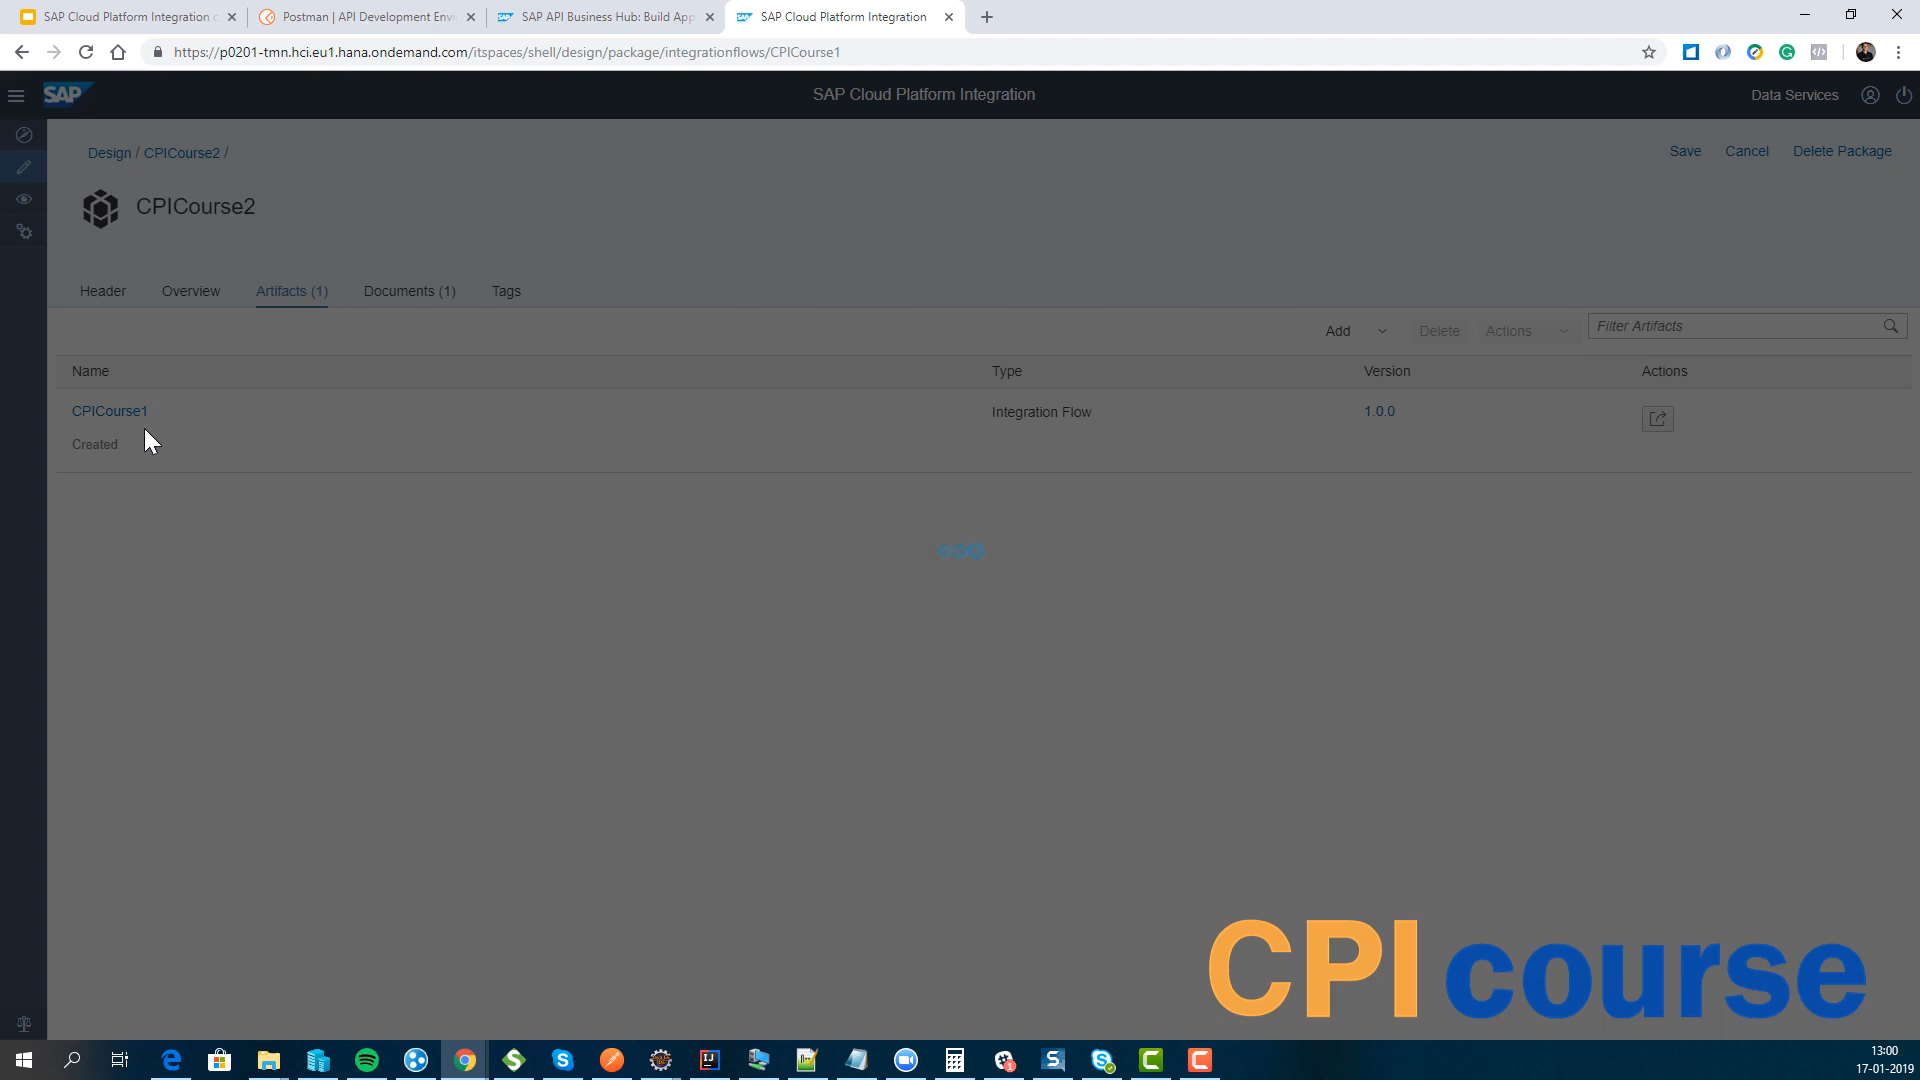 SAP Cloud Platform Integration c
Postman | API Development Envi
SAP API Business Hub: Build App
SAP Cloud Platform Integration
https://p0201-tmn.hci.eu1.hana.ondemand.com/itspaces/shell/design/package/integrationflows/CPICourse1
SAP
SAP Cloud Platform Integration
Data Services
Design / CPICourse2 /
Save Cancel Delete Package
CPICourse2
Header Overview Artifacts (1) Documents (1) Tags
Add Delete Actions Filter Artifacts
Name Type Version Actions
CPICourse1 Integration Flow 1.0.0
Created
CPI course
13:00
17-01-2019